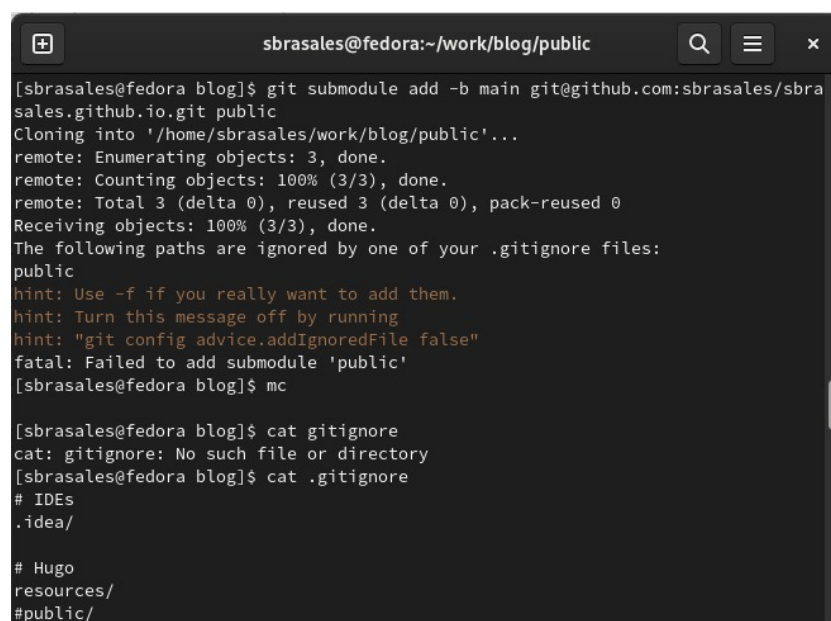 sbrasales@fedora:~/work/blog/public
[sbrasales@fedora blog]$ git submodule add -b main git@github.com:sbrasales/sbra
sales.github.io.git public
Cloning into '/home/sbrasales/work/blog/public'...
remote: Enumerating objects: 3, done.
remote: Counting objects: 100% (3/3), done.
remote: Total 3 (delta 0), reused 3 (delta 0), pack-reused 0
Receiving objects: 100% (3/3), done.
The following paths are ignored by one of your .gitignore files:
public
hint: Use -f if you really want to add them.
hint: Turn this message off by running
hint: "git config advice.addIgnoredFile false"
fatal: Failed to add submodule 'public'
[sbrasales@fedora blog]$ mc
[sbrasales@fedora blog]$ cat gitignore
cat: gitignore: No such file or directory
[sbrasales@fedora blog]$ cat .gitignore
# IDEs
.idea/
# Hugo
resources/
#public/